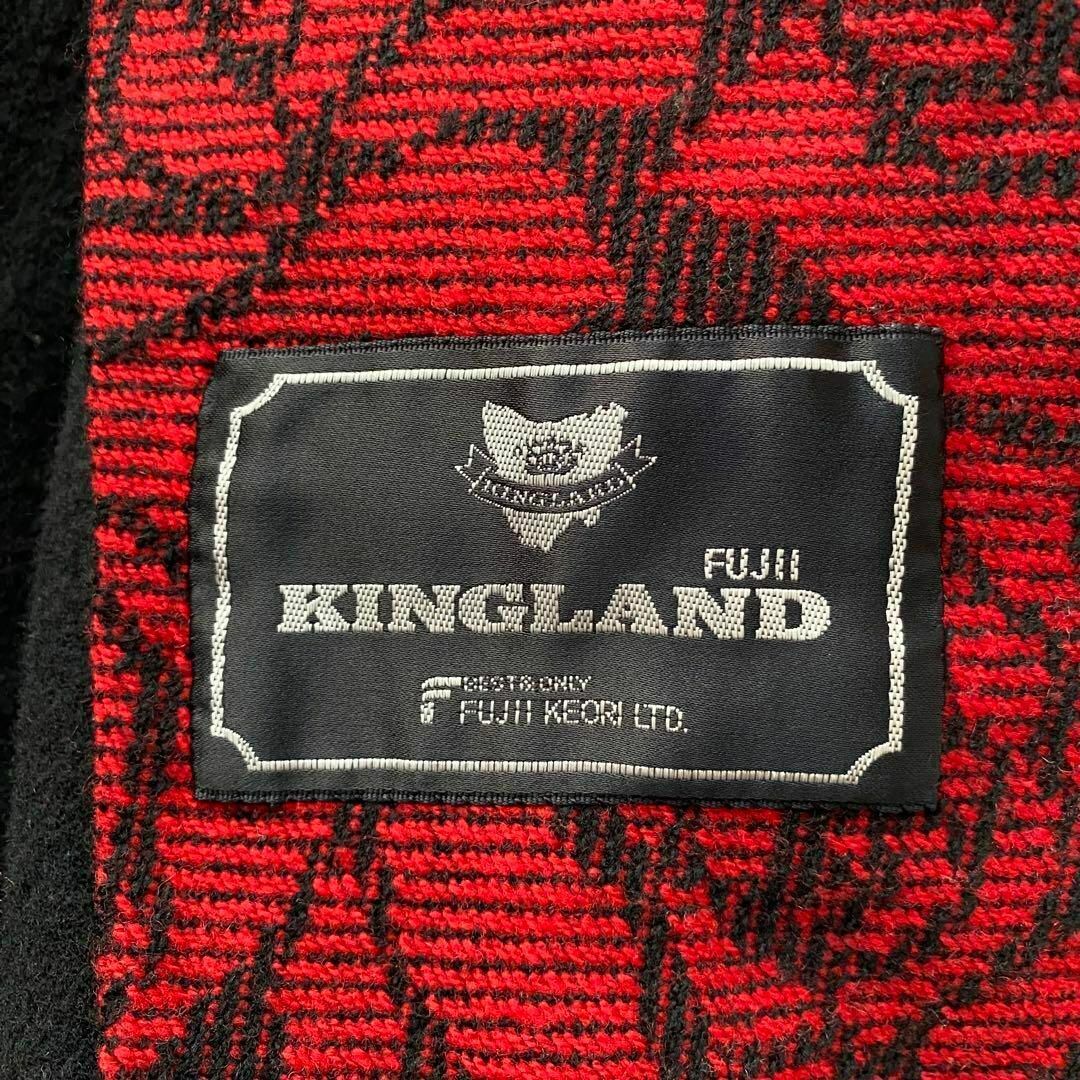 KINGLAND
FUJII
KINGLAND
F BEST & ONLY
FUJII KEORI LTD.